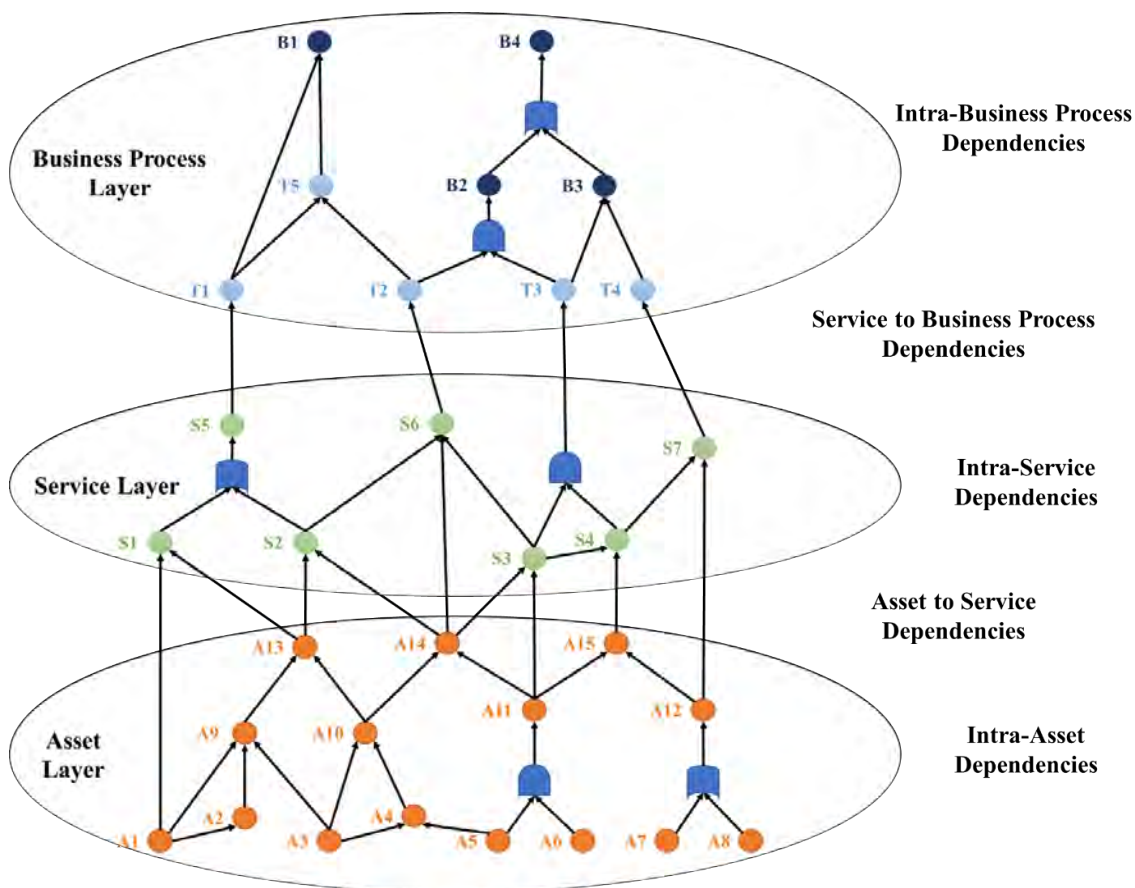 B1
B4
Intra-Business Process
Dependencies
Business Process
Layer
T5
B2
B3
T1
T2
T3
T4
Service to Business Process
Dependencies
S5
S6
S7
Service Layer
Intra-Service
Dependencies
S1
S2
S3
S4
Asset to Service
Dependencies
A13
A14
A15
A11
A12
A9
A10
Asset
Layer
Intra-Asset
Dependencies
A2
A4
A1
A3
A5
A6
A7
A8